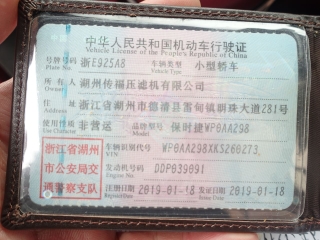 中华人民共和国机动车行驶证
Vehicle License of the People's Republic of China
号牌号码 浙E925A8 车辆类型 小型轿车
Plate No. Vehicle Type
所有人 湖州传福压滤机有限公司
Owner
住址 浙江省湖州市德清县雷甸镇明珠大道281号
Address
使用性质 非营运 品牌型号 保时捷WP0AA298
Use Character Model
浙江省湖州 车辆识别代号 WP0AA298XKS260273
VIN
市公安局交 发动机号码 DDP039091
Engine No.
通警察支队 注册日期 2019-01-18 发证日期 2019-01-18
Register Date Issue Date